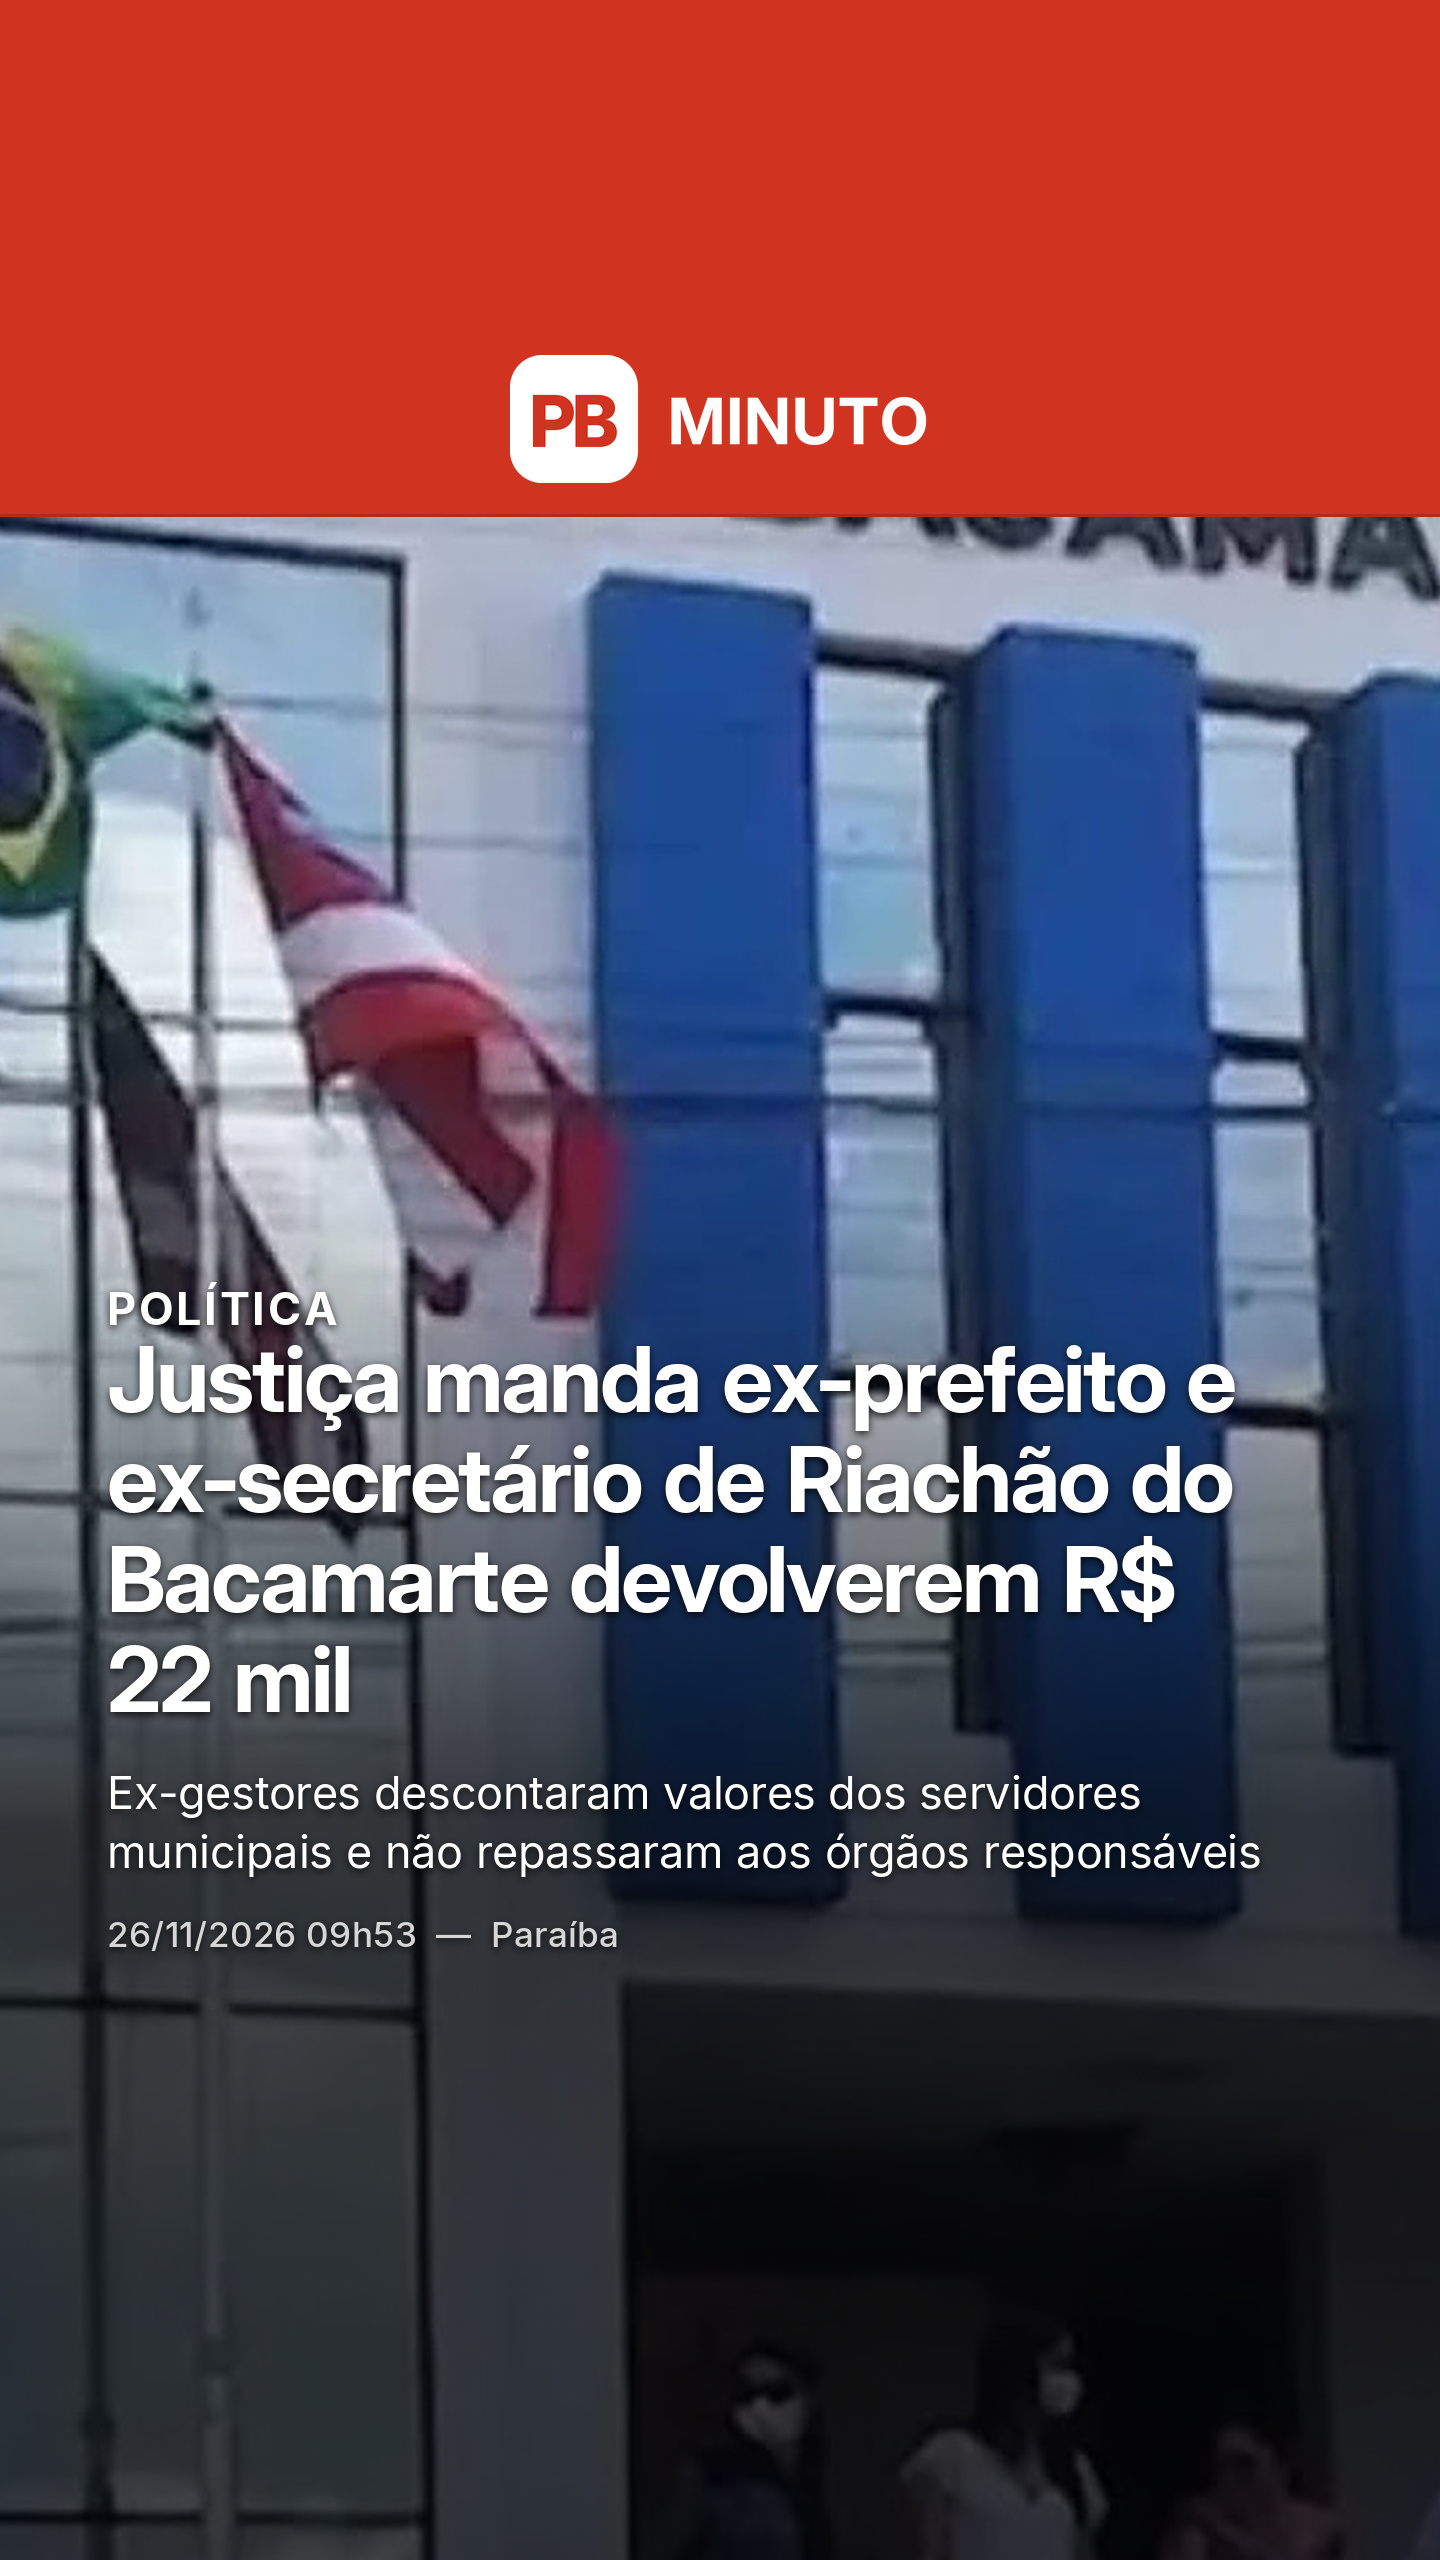 PB MINUTO
POLÍTICA
Justiça manda ex-prefeito e
ex-secretário de Riachão do
Bacamarte devolverem R$
22 mil
Ex-gestores descontaram valores dos servidores
municipais e não repassaram aos órgãos responsáveis
26/11/2026 09h53 — Paraíba